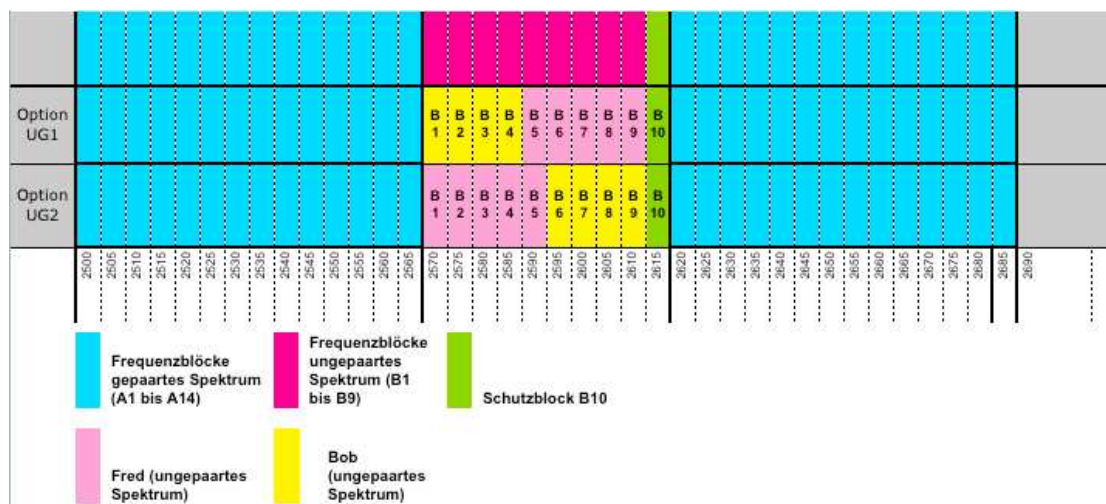 Option UG1
B 1 B 2 B 3 B 4 B 5 B 6 B 7 B 8 B 9 B 10
Option UG2
B 1 B 2 B 3 B 4 B 5 B 6 B 7 B 8 B 9 B 10
2500 2505 2510 2515 2520 2525 2530 2535 2540 2545 2550 2555 2560 2565 2570 2575 2580 2585 2590 2595 2600 2605 2610 2615 2620 2625 2630 2635 2640 2645 2650 2655 2660 2665 2670 2675 2680 2685 2690
Frequenzblöcke
gepaartes Spektrum
(A1 bis A14)
Frequenzblöcke
ungepaartes
Spektrum (B1
bis B9)
Schutzblock B10
Fred (ungepaartes
Spektrum)
Bob
(ungepaartes
Spektrum)